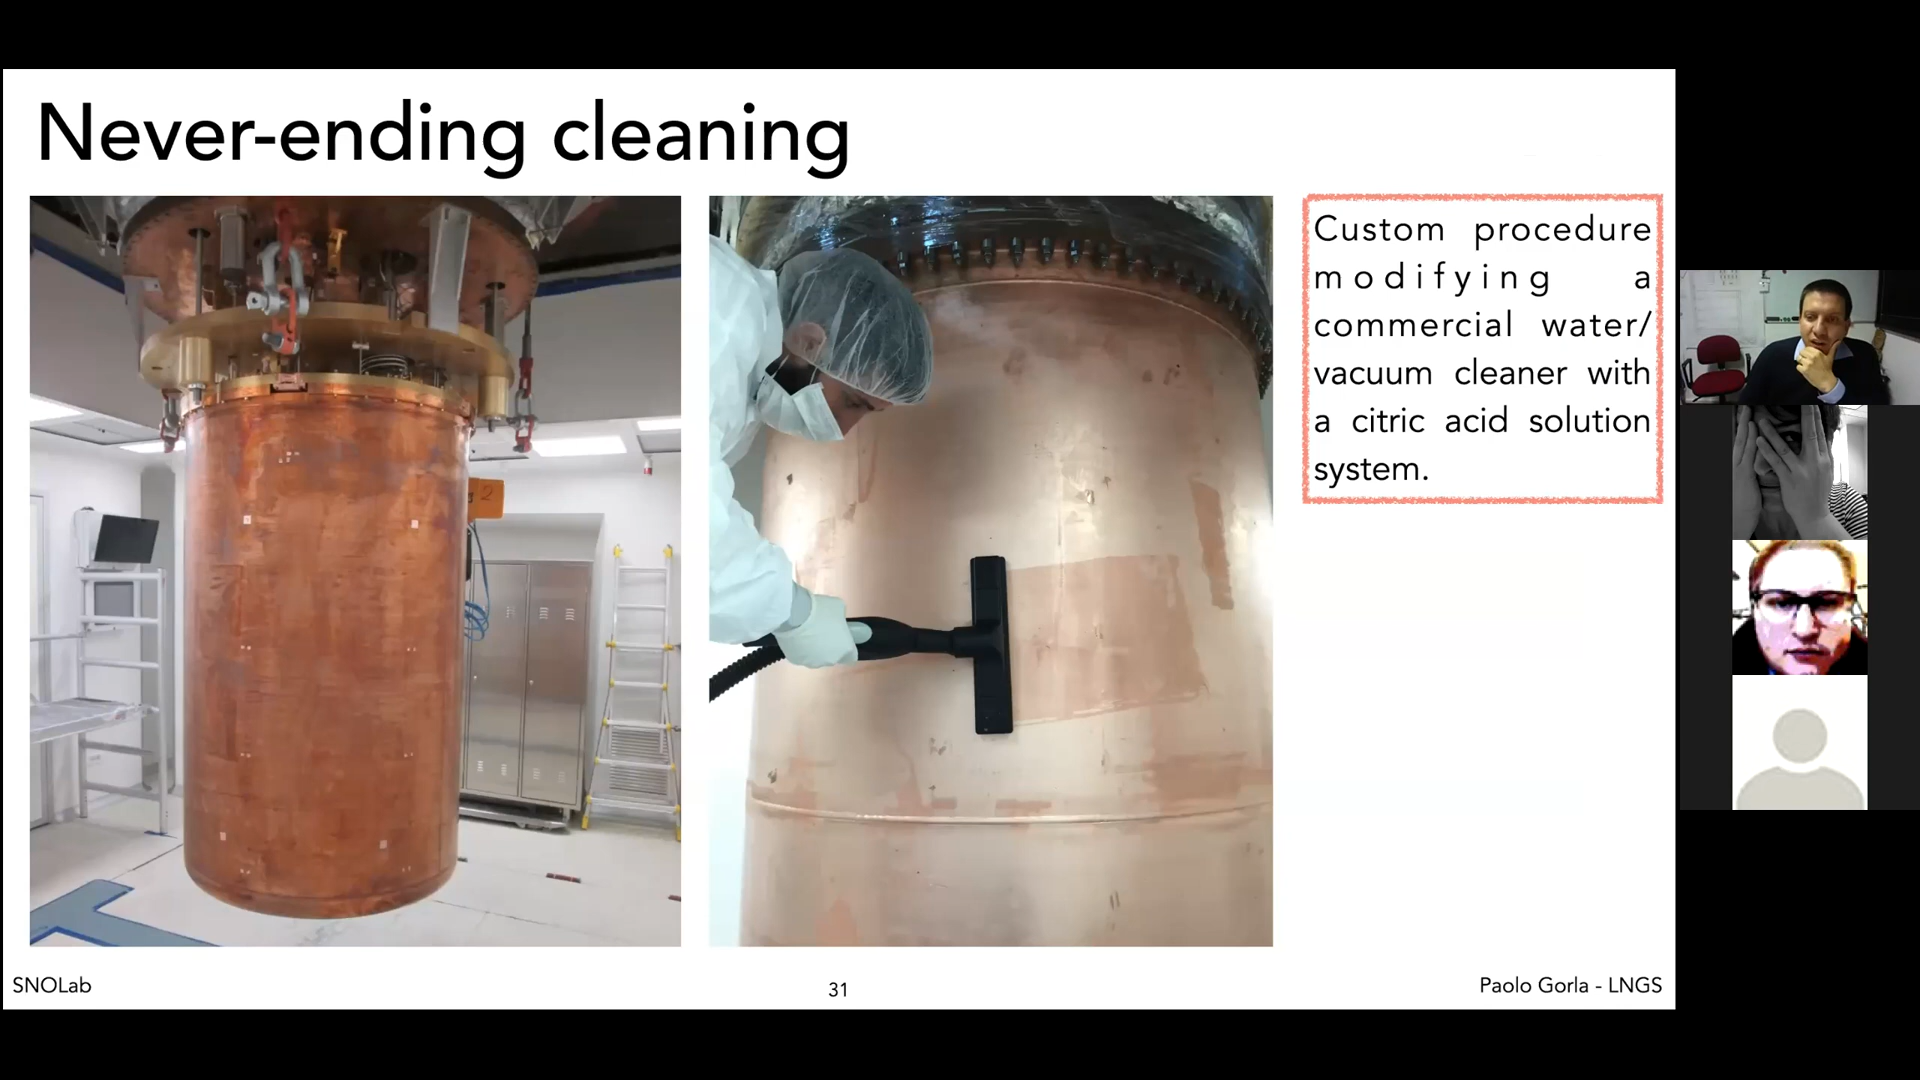 Never-ending cleaning
Custom procedure
modifying a
commercial water/
vacuum cleaner with
a citric acid solution
system.
2
SNOLab
31
Paolo Gorla - LNGS